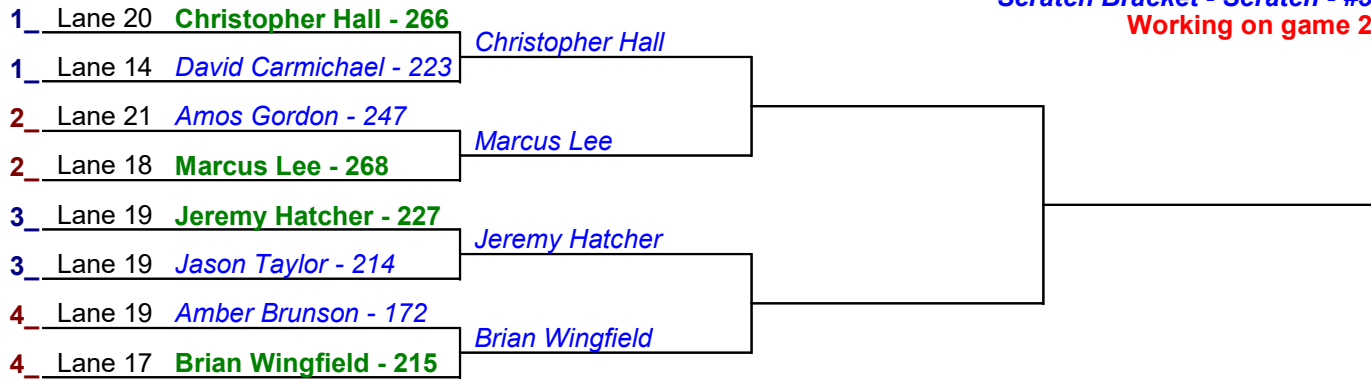 Scratch Bracket - Scratch -
Working on game 2
1_ Lane 20 Christopher Hall - 266
Christopher Hall
1_ Lane 14 David Carmichael - 223
2_ Lane 21 Amos Gordon - 247
Marcus Lee
2_ Lane 18 Marcus Lee - 268
3_ Lane 19 Jeremy Hatcher - 227
Jeremy Hatcher
3_ Lane 19 Jason Taylor - 214
4_ Lane 19 Amber Brunson - 172
Brian Wingfield
4_ Lane 17 Brian Wingfield - 215